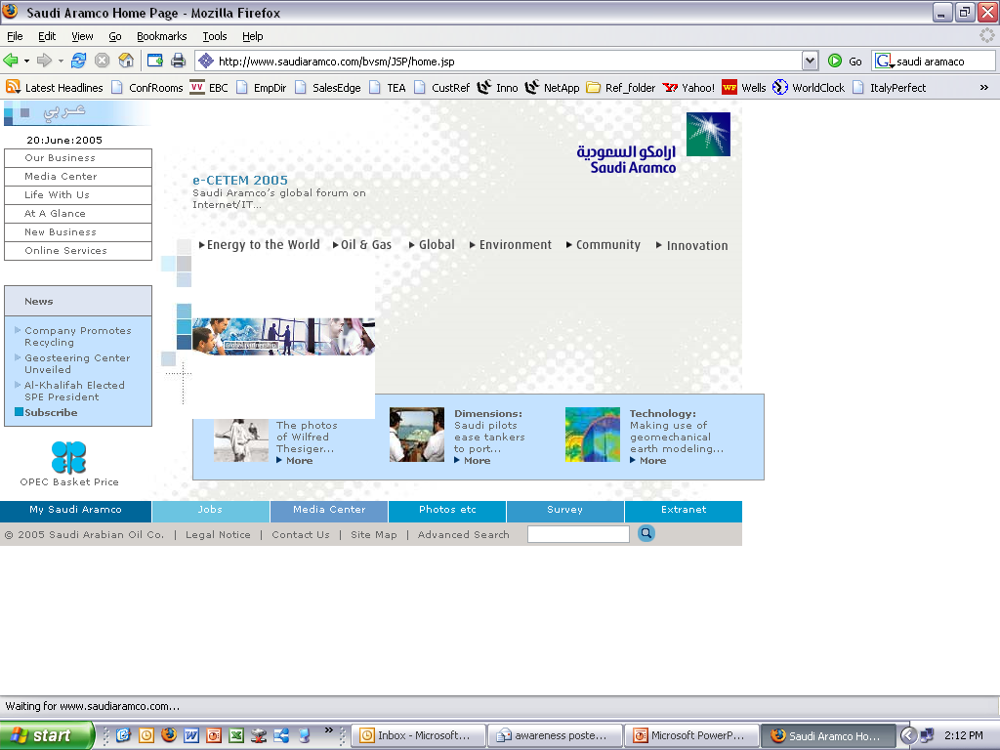 Saudi Aramco Home Page - Mozilla Firefox
File Edit View Go Bookmarks Tools Help
http://www.saudiaramco.com/bvsm/JSP/home.jsp Go saudi aramaco
Latest Headlines ConfRooms EBC EmpDir SalesEdge TEA CustRef Inno NetApp Ref_folder Yahoo! Wells WorldClock ItalyPerfect »
عربي
20:June:2005
Our Business
Media Center
Life With Us
At A Glance
New Business
Online Services
أرامكو السعودية
Saudi Aramco
e-CETEM 2005
Saudi Aramco's global forum on
Internet/IT...
Energy to the World Oil & Gas Global Environment Community Innovation
News
Company Promotes
Recycling
Geosteering Center
Unveiled
Al-Khalifah Elected
SPE President
Subscribe
OPEC Basket Price
Global partnership
The photos
of Wilfred
Thesiger...
More
Dimensions:
Saudi pilots
ease tankers
to port...
More
Technology:
Making use of
geomechanical
earth modeling...
More
My Saudi Aramco Jobs Media Center Photos etc Survey Extranet
© 2005 Saudi Arabian Oil Co. | Legal Notice | Contact Us | Site Map | Advanced Search
Waiting for www.saudiaramco.com...
start » Inbox - Microsoft... awareness poste... Microsoft PowerP... Saudi Aramco Ho... 2:12 PM